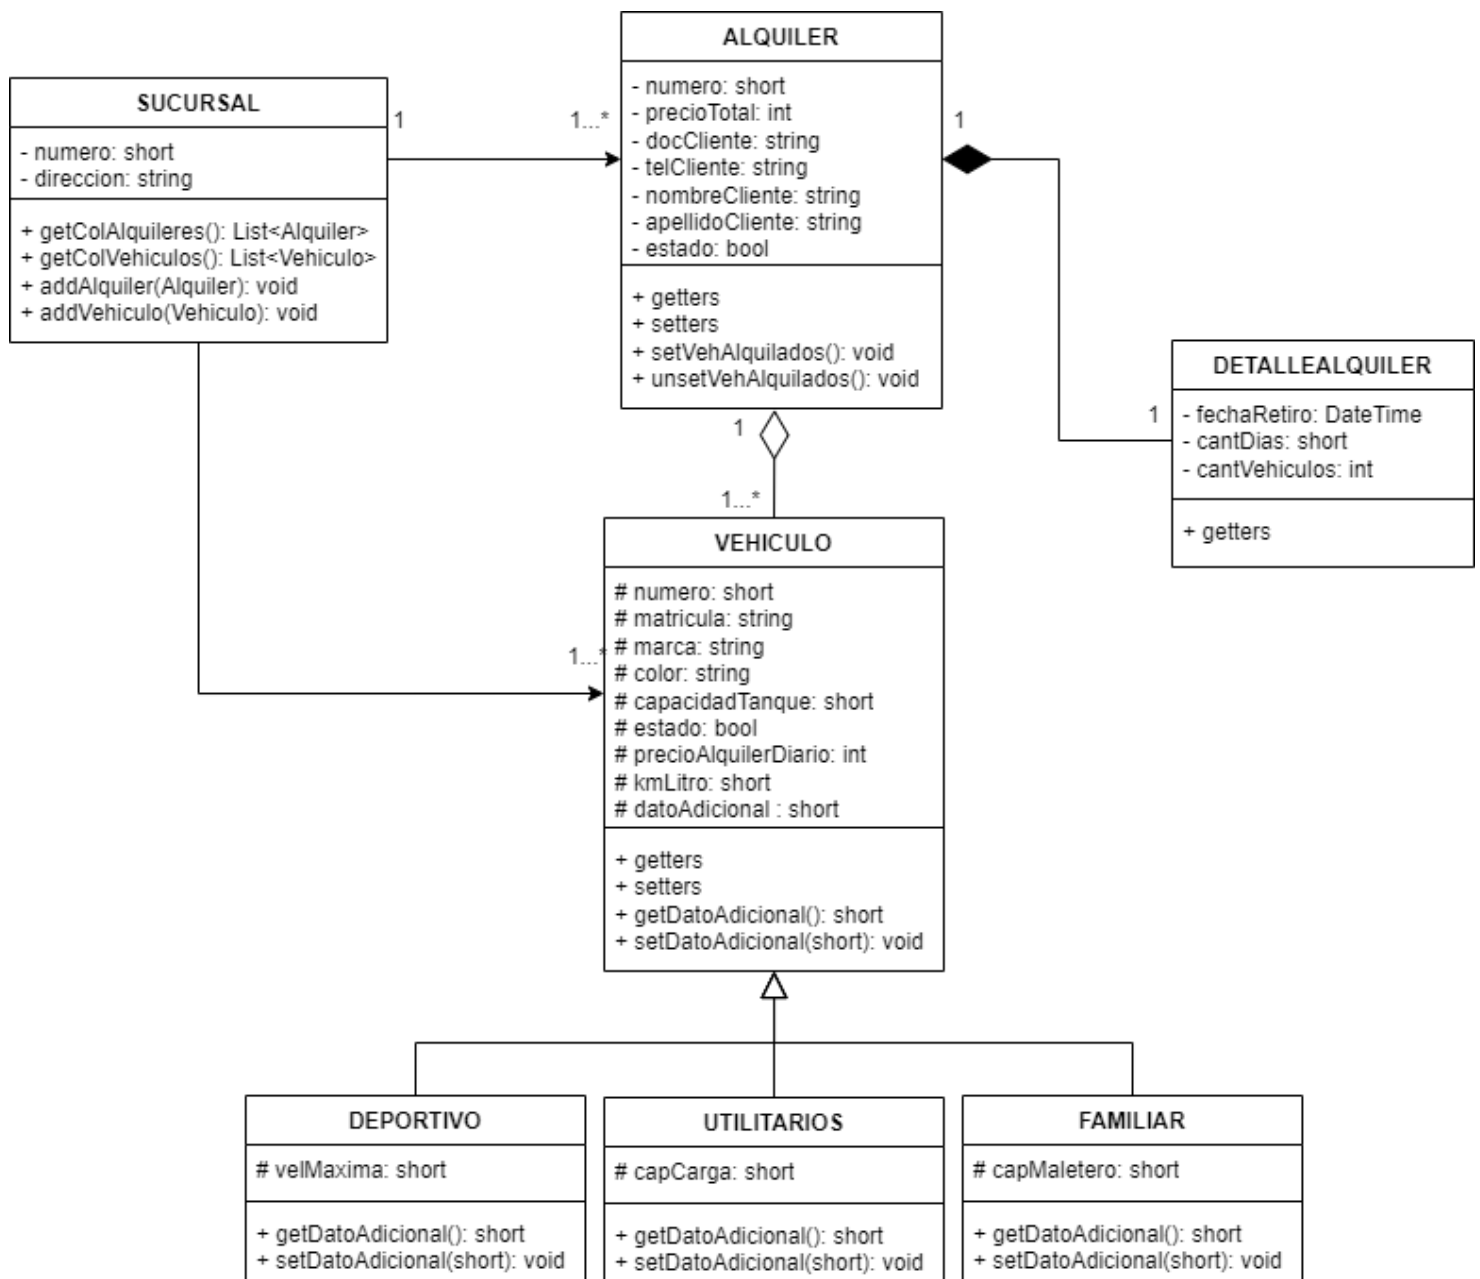 SUCURSAL
- numero: short
- direccion: string
+ getColAlquileres(): List<Alquiler>
+ getColVehiculos(): List<Vehiculo>
+ addAlquiler(Alquiler): void
+ addVehiculo(Vehiculo): void
1
1...*
ALQUILER
- numero: short
- precioTotal: int
- docCliente: string
- telCliente: string
- nombreCliente: string
- apellidoCliente: string
- estado: bool
+ getters
+ setters
+ setVehAlquilados(): void
+ unsetVehAlquilados(): void
1
1
DETALLEALQUILER
- fechaRetiro: DateTime
- cantDias: short
- cantVehiculos: int
+ getters
1
1...*
1...*
VEHICULO
# numero: short
# matricula: string
# marca: string
# color: string
# capacidadTanque: short
# estado: bool
# precioAlquilerDiario: int
# kmLitro: short
# datoAdicional : short
+ getters
+ setters
+ getDatoAdicional(): short
+ setDatoAdicional(short): void
DEPORTIVO
# velMaxima: short
+ getDatoAdicional(): short
+ setDatoAdicional(short): void
UTILITARIOS
# capCarga: short
+ getDatoAdicional(): short
+ setDatoAdicional(short): void
FAMILIAR
# capMaletero: short
+ getDatoAdicional(): short
+ setDatoAdicional(short): void